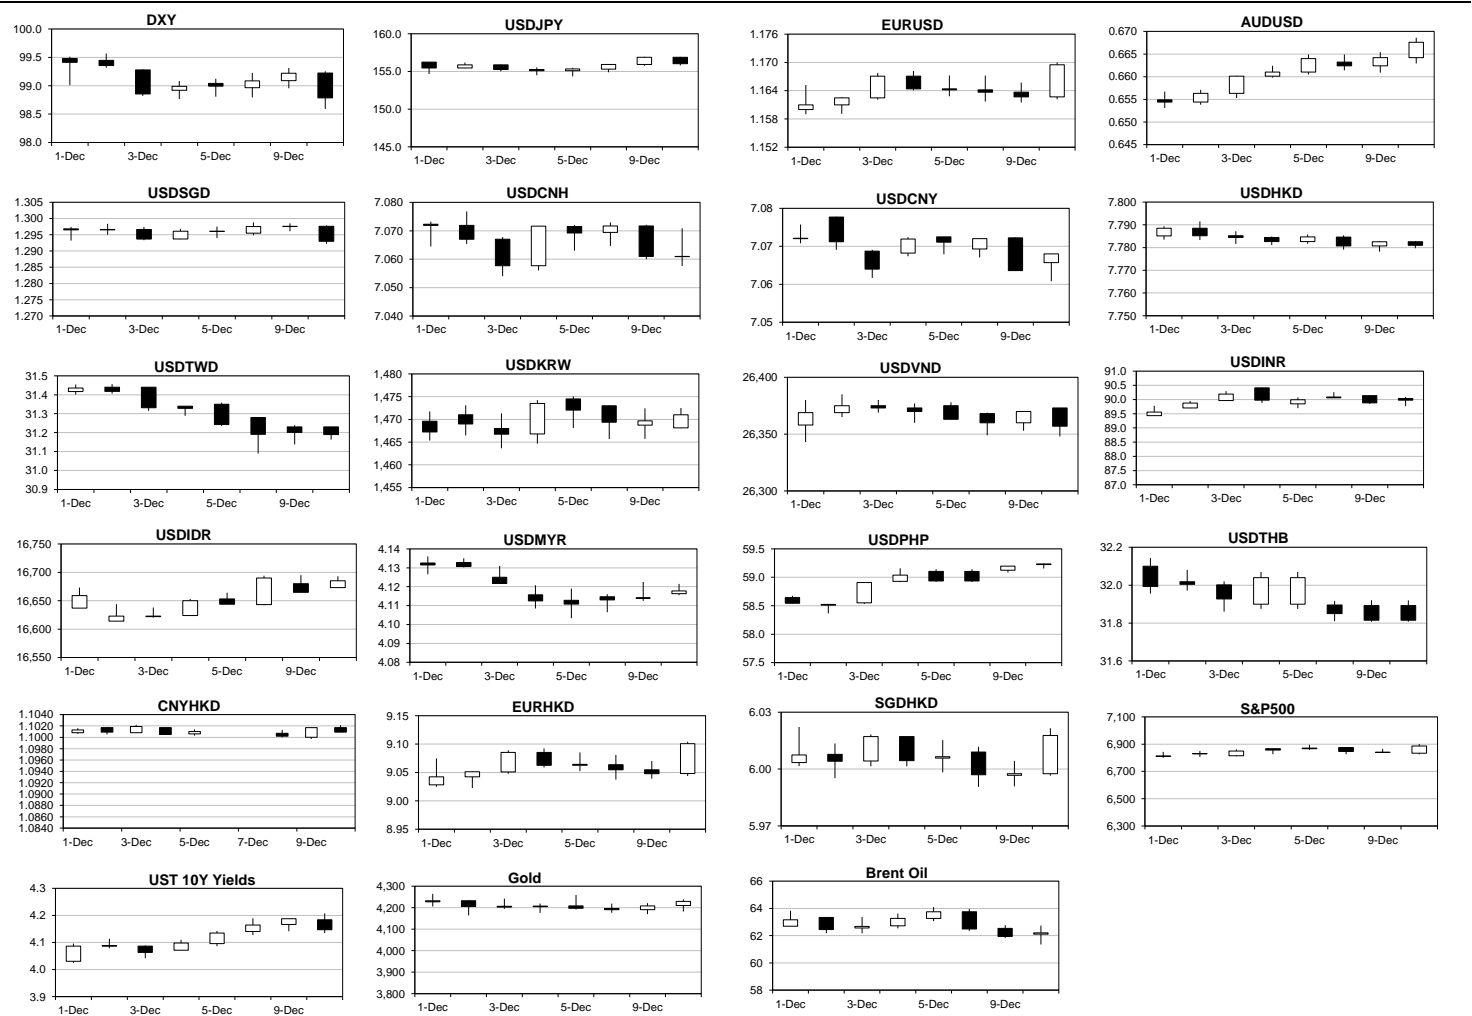 DXY
100.0
99.5
99.0
98.5
98.0
1-Dec 3-Dec 5-Dec 9-Dec
USDJPY
160.0
155.0
150.0
145.0
1-Dec 3-Dec 5-Dec 9-Dec
EURUSD
1.176
1.170
1.164
1.158
1.152
1-Dec 3-Dec 5-Dec 9-Dec
AUDUSD
0.670
0.665
0.660
0.655
0.650
0.645
1-Dec 3-Dec 5-Dec 9-Dec
USDSGD
1.305
1.300
1.295
1.290
1.285
1.280
1.275
1.270
1-Dec 3-Dec 5-Dec 9-Dec
USDCNH
7.080
7.070
7.060
7.050
7.040
1-Dec 3-Dec 5-Dec 9-Dec
USDCNY
7.08
7.07
7.06
7.05
1-Dec 3-Dec 5-Dec 9-Dec
USDHKD
7.800
7.790
7.780
7.770
7.760
7.750
1-Dec 3-Dec 5-Dec 9-Dec
USDTWD
31.5
31.4
31.3
31.2
31.1
31.0
30.9
1-Dec 3-Dec 5-Dec 9-Dec
USDKRW
1,480
1,475
1,470
1,465
1,460
1,455
1-Dec 3-Dec 5-Dec 9-Dec
USDVND
26,400
26,350
26,300
1-Dec 3-Dec 5-Dec 9-Dec
USDINR
91.0
90.5
90.0
89.5
89.0
88.5
88.0
87.5
87.0
1-Dec 3-Dec 5-Dec 9-Dec
USDIDR
16,750
16,700
16,650
16,600
16,550
1-Dec 3-Dec 5-Dec 9-Dec
USDMYR
4.14
4.13
4.12
4.11
4.10
4.09
4.08
1-Dec 3-Dec 5-Dec 9-Dec
USDPHP
59.5
59.0
58.5
58.0
57.5
1-Dec 3-Dec 5-Dec 9-Dec
USDTHB
32.2
32.0
31.8
31.6
1-Dec 3-Dec 5-Dec 9-Dec
CNYHKD
1.1040
1.1020
1.1000
1.0980
1.0960
1.0940
1.0920
1.0900
1.0880
1.0860
1.0840
1-Dec 3-Dec 5-Dec 7-Dec 9-Dec
EURHKD
9.15
9.10
9.05
9.00
8.95
1-Dec 3-Dec 5-Dec 9-Dec
SGDHKD
6.03
6.00
5.97
1-Dec 3-Dec 5-Dec 9-Dec
S&P500
7,100
6,900
6,700
6,500
6,300
1-Dec 3-Dec 5-Dec 9-Dec
UST 10Y Yields
4.3
4.2
4.1
4.0
3.9
1-Dec 3-Dec 5-Dec 9-Dec
Gold
4,300
4,200
4,100
4,000
3,900
3,800
1-Dec 3-Dec 5-Dec 9-Dec
Brent Oil
66
64
62
60
58
1-Dec 3-Dec 5-Dec 9-Dec